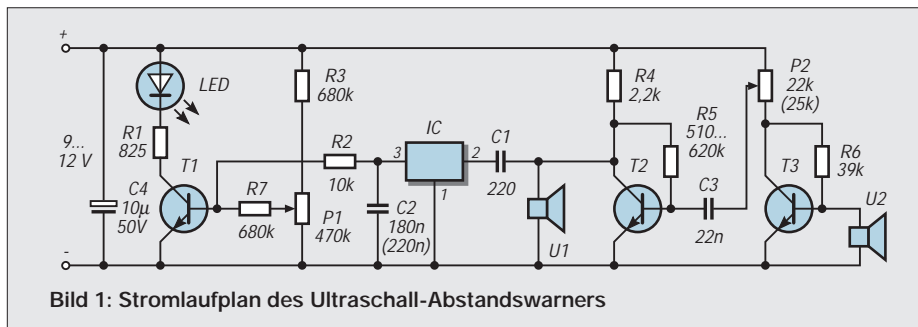 +
LED
R1
825
9...
12 V
C4
10µ
50V
T1
R7
680k
R3
680k
P1
470k
R2
10k
C2
180n
(220n)
3
IC
2
1
C1
220
U1
R4
2,2k
T2
R5
510...
620k
C3
22n
P2
22k
(25k)
T3
R6
39k
U2
-
Bild 1: Stromlaufplan des Ultraschall-Abstandswarners